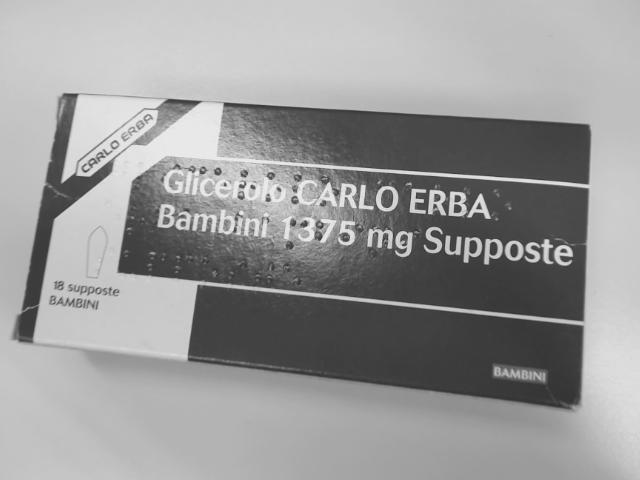 CARLO ERBA
Glicerolo CARLO ERBA
Bambini 1375 mg Supposte
18 supposte
BAMBINI
BAMBINI